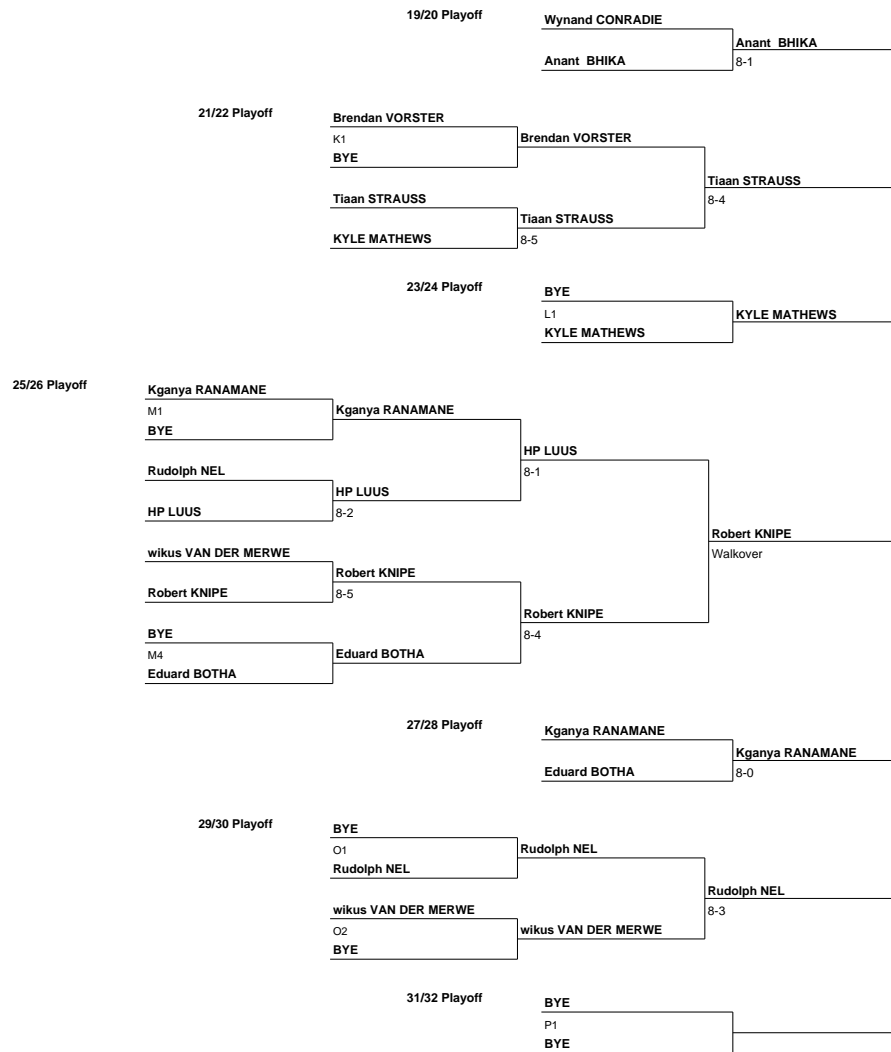 19/20 Playoff
Wynand CONRADIE
Anant BHIKA
Anant BHIKA
8-1
21/22 Playoff
Brendan VORSTER
K1
Brendan VORSTER
BYE
Tiaan STRAUSS
Tiaan STRAUSS
8-4
Tiaan STRAUSS
KYLE MATHEWS
8-5
23/24 Playoff
BYE
L1
KYLE MATHEWS
KYLE MATHEWS
25/26 Playoff
Kganya RANAMANE
M1
Kganya RANAMANE
BYE
HP LUUS
Rudolph NEL
8-1
HP LUUS
HP LUUS
8-2
Robert KNIPE
wikus VAN DER MERWE
Walkover
Robert KNIPE
Robert KNIPE
8-5
Robert KNIPE
BYE
8-4
M4
Eduard BOTHA
Eduard BOTHA
27/28 Playoff
Kganya RANAMANE
Kganya RANAMANE
Eduard BOTHA
8-0
29/30 Playoff
BYE
O1
Rudolph NEL
Rudolph NEL
Rudolph NEL
wikus VAN DER MERWE
8-3
O2
wikus VAN DER MERWE
BYE
31/32 Playoff
BYE
P1
BYE